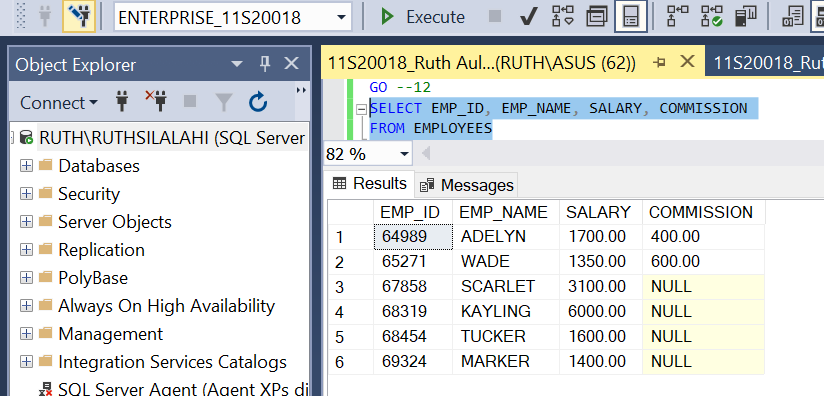 ENTERPRISE_11S20018 Execute
Object Explorer
Connect
RUTH\RUTHSILALAHI (SQL Server
Databases
Security
Server Objects
Replication
PolyBase
Always On High Availability
Management
Integration Services Catalogs
SQL Server Agent (Agent XPs di
11S20018_Ruth Aul...(RUTH\ASUS (62)) 11S20018_Rut
GO --12
SELECT EMP_ID, EMP_NAME, SALARY, COMMISSION
FROM EMPLOYEES
82 %
Results Messages
EMP_ID EMP_NAME SALARY COMMISSION
1 64989 ADELYN 1700.00 400.00
2 65271 WADE 1350.00 600.00
3 67858 SCARLET 3100.00 NULL
4 68319 KAYLING 6000.00 NULL
5 68454 TUCKER 1600.00 NULL
6 69324 MARKER 1400.00 NULL